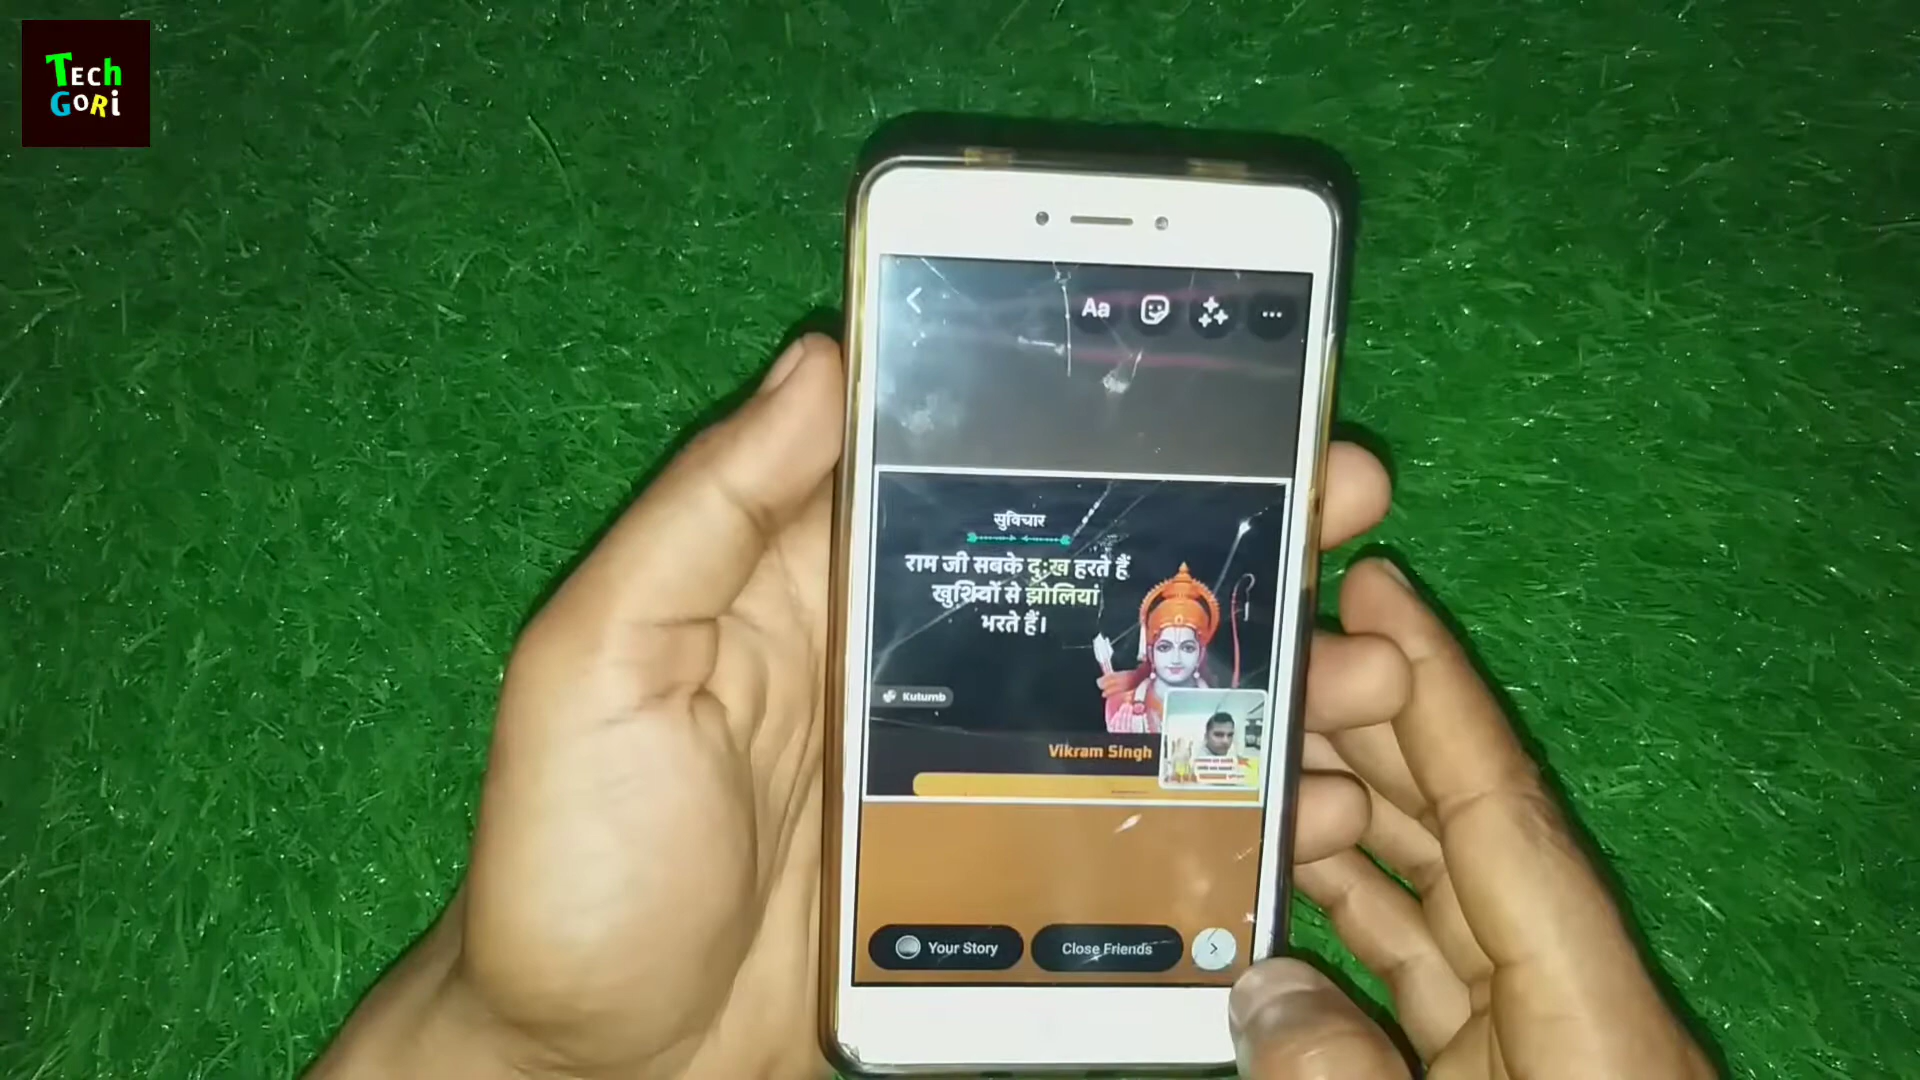 Tech
Gori
Aa
सुविचार
राम जी सबके दुःख हरते हैं
खुशियों से झोलियां
भरते हैं।
Kutumb
Vikram Singh
Your Story
Close Friends